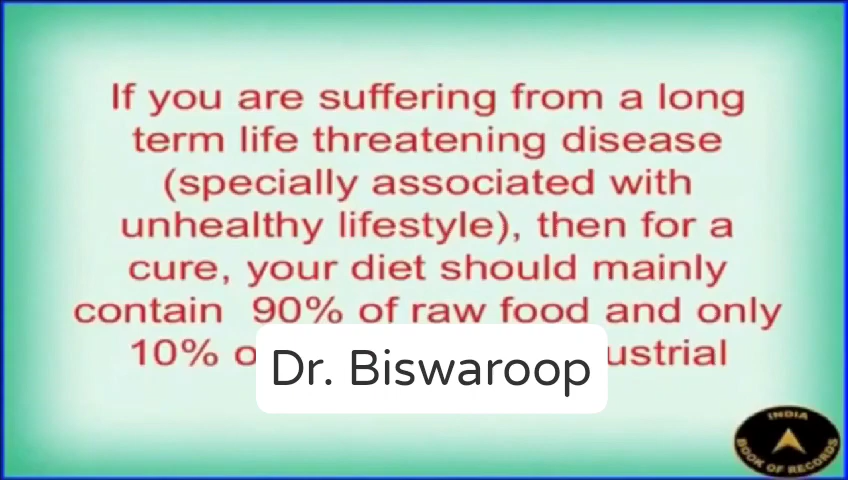 If you are suffering from a long
term life threatening disease
(specially associated with
unhealthy lifestyle), then for a
cure, your diet should mainly
contain 90% of raw food and only
10% ustrial
Dr. Biswaroop
INDIA
BOOK OF RECORDS